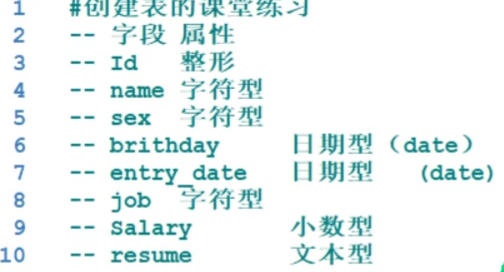 1 #创建表的课堂练习
2 -- 字段 属性
3 -- Id 整形
4 -- name 字符型
5 -- sex 字符型
6 -- brithday 日期型（date）
7 -- entry_date 日期型 (date)
8 -- job 字符型
9 -- Salary 小数型
10 -- resume 文本型